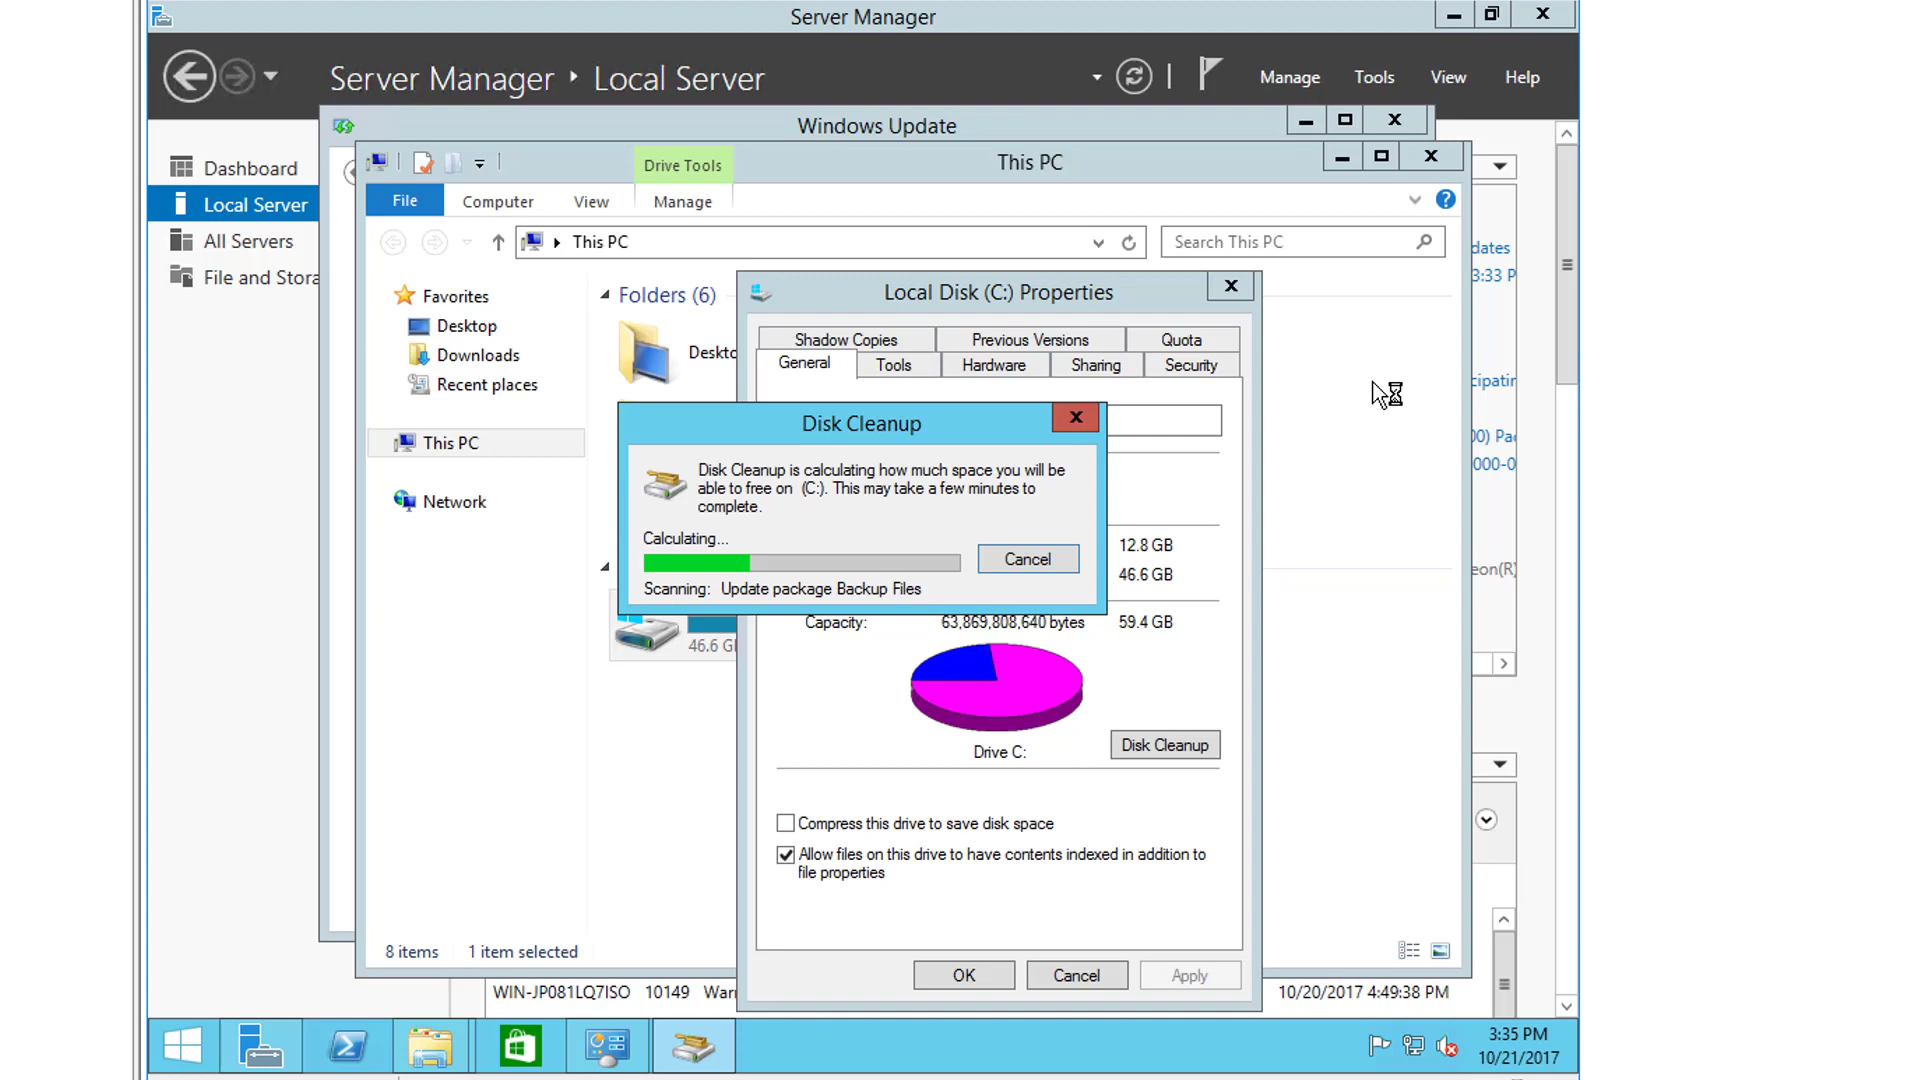 Server Manager
Server Manager ‣ Local Server
Manage
Tools
View
Help
Dashboard
Local Server
All Servers
File and Stora
Windows Update
Drive Tools
This PC
File
Computer
View
Manage
This PC
Search This PC
Favorites
Desktop
Downloads
Recent places
This PC
Network
Folders (6)
Deskto
46.6 G
Local Disk (C:) Properties
Shadow Copies
Previous Versions
Quota
General
Tools
Hardware
Sharing
Security
Disk Cleanup
Disk Cleanup is calculating how much space you will be
able to free on (C:). This may take a few minutes to
complete.
Calculating...
Cancel
Scanning: Update package Backup Files
12.8 GB
46.6 GB
Capacity: 63,869,808,640 bytes 59.4 GB
Drive C:
Disk Cleanup
Compress this drive to save disk space
Allow files on this drive to have contents indexed in addition to
file properties
OK
Cancel
Apply
8 items
1 item selected
dates
3:33 P
cipatin
00) Pac
000-0
eon(R)
WIN-JP081LQ7ISO 10149 Warn
10/20/2017 4:49:38 PM
3:35 PM
10/21/2017